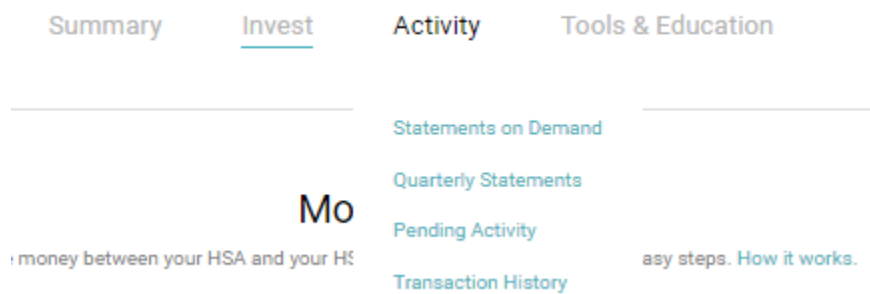 Summary Invest Activity Tools & Education
Statements on Demand
Quarterly Statements
Mo
Pending Activity
money between your HSA and your HS asy steps. How it works.
Transaction History